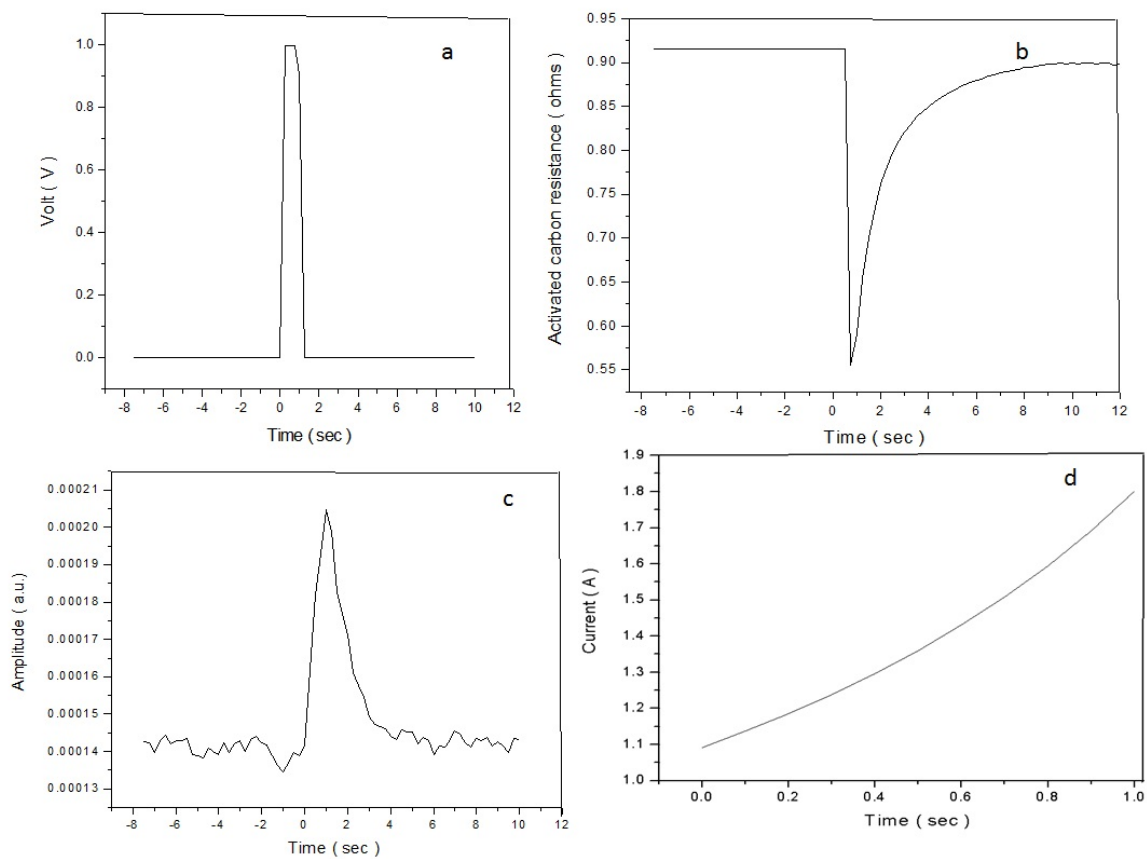 a
1.0
0.8
0.6
0.4
0.2
0.0
Volt ( V )
-8 -6 -4 -2 0 2 4 6 8 10 12
Time ( sec )
b
0.95
0.90
0.85
0.80
0.75
0.70
0.65
0.60
0.55
Activated carbon resistance ( ohms )
-8 -6 -4 -2 0 2 4 6 8 10 12
Time ( sec )
c
0.00021
0.00020
0.00019
0.00018
0.00017
0.00016
0.00015
0.00014
0.00013
Amplitude ( a.u.)
-8 -6 -4 -2 0 2 4 6 8 10 12
Time ( sec )
d
1.9
1.8
1.7
1.6
1.5
1.4
1.3
1.2
1.1
1.0
Current ( A )
0.0 0.2 0.4 0.6 0.8 1.0
Time ( sec )